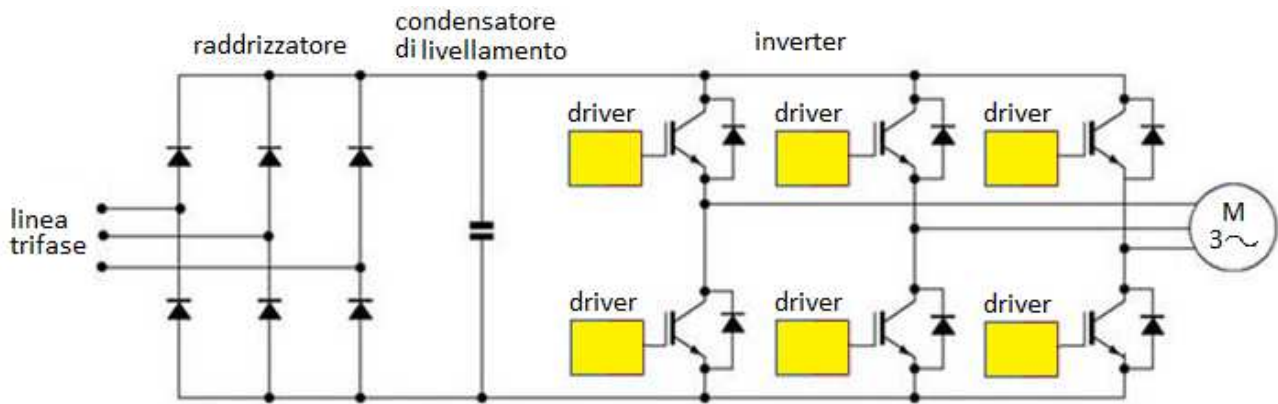 raddrizzatore
condensatore
di livellamento
inverter
driver
driver
driver
linea
trifase
M
3
driver
driver
driver